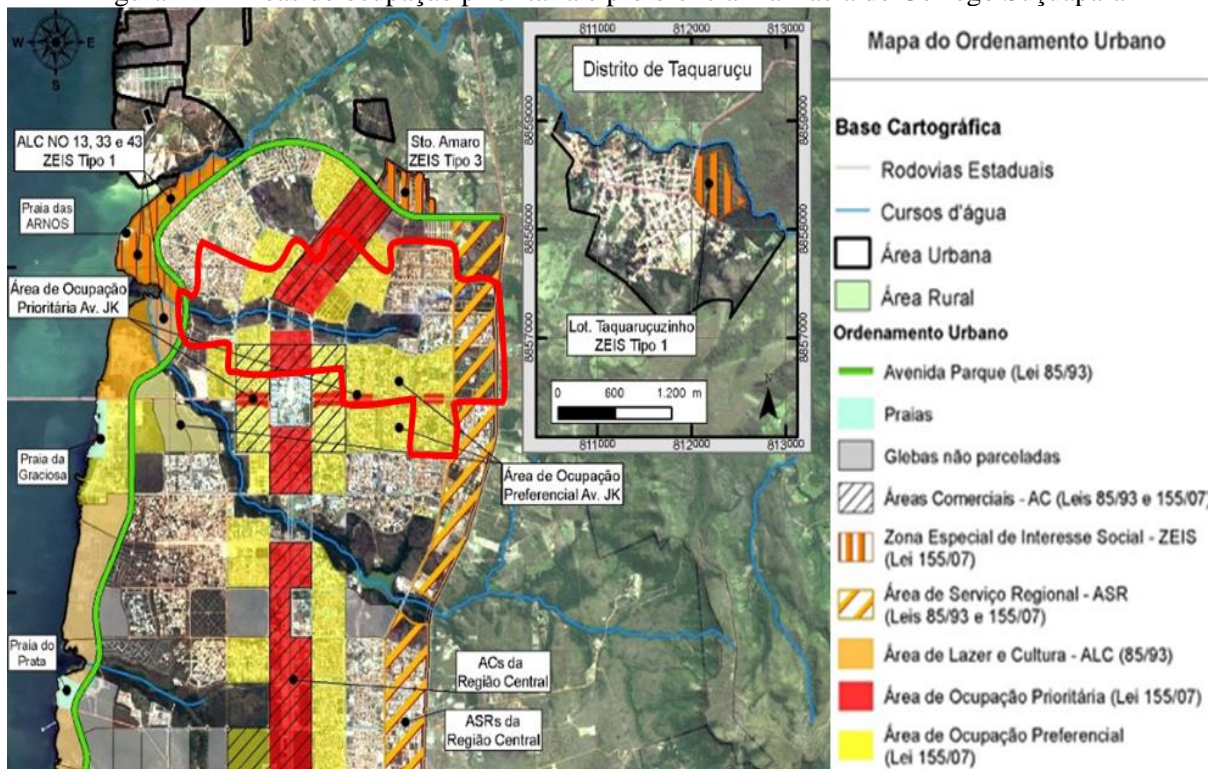 W E
S
ALC NO 13, 33 e 43
ZEIS Tipo 1
Sto. Amaro
ZEIS Tipo 3
Praia das
ARNOS
Área de Ocupação
Prioritária Av. JK
Praia da
Graciosa
Área de Ocupação
Preferencial Av. JK
Praia do
Prata
ACs da
Região Central
ASRs da
Região Central
811000 812000 813000
Distrito de Taquaruçu
8859000
8858000
8857000
Lot. Taquaruçuzinho
ZEIS Tipo 1
0 600 1.200 m
N
811000 812000 813000
Mapa do Ordenamento Urbano
Base Cartográfica
Rodovias Estaduais
Cursos d'água
Área Urbana
Área Rural
Ordenamento Urbano
Avenida Parque (Lei 85/93)
Praias
Glebas não parceladas
Áreas Comerciais - AC (Leis 85/93 e 155/07)
Zona Especial de Interesse Social - ZEIS
(Lei 155/07)
Área de Serviço Regional - ASR
(Leis 85/93 e 155/07)
Área de Lazer e Cultura - ALC (85/93)
Área de Ocupação Prioritária (Lei 155/07)
Área de Ocupação Preferencial
(Lei 155/07)